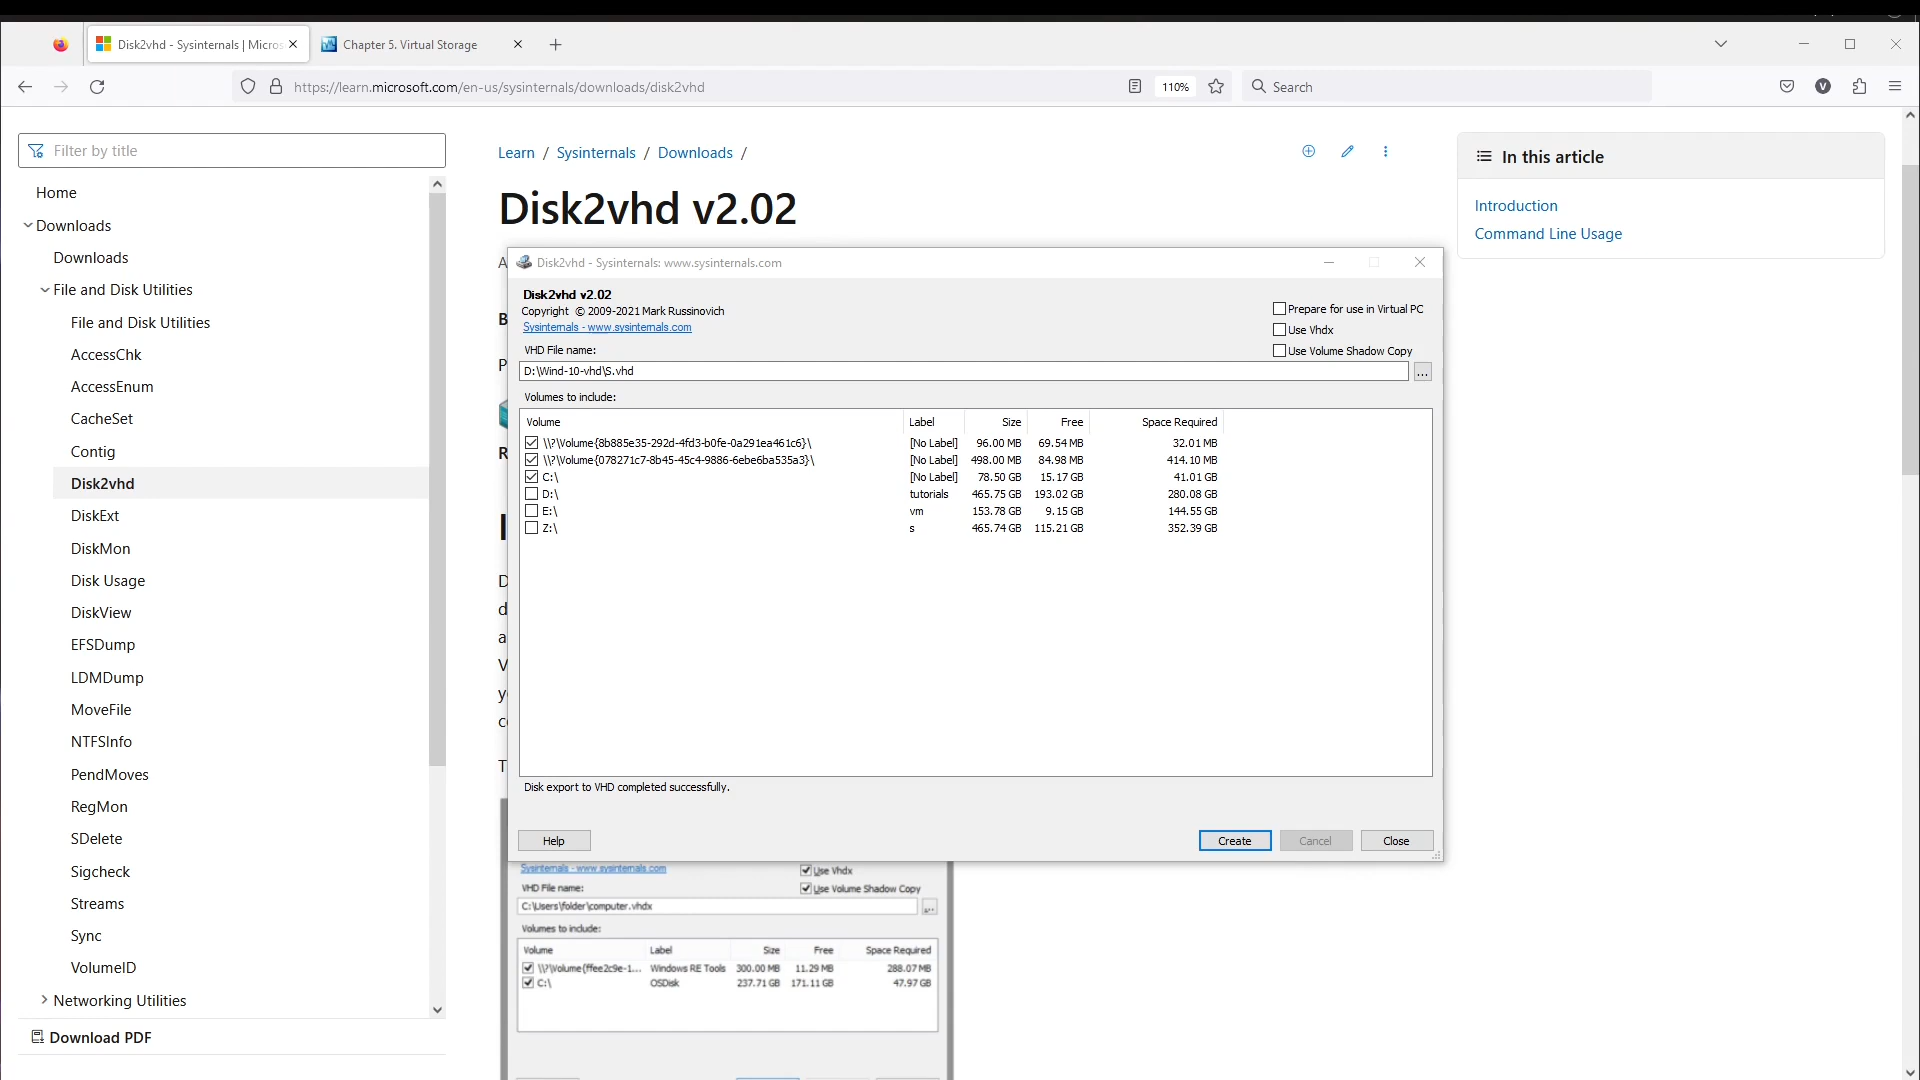 Disk2vhd - Sysinternals | Micros
Chapter 5. Virtual Storage
https://learn.microsoft.com/en-us/sysinternals/downloads/disk2vhd
110%
Search
V
Filter by title
Home
Downloads
Downloads
File and Disk Utilities
File and Disk Utilities
AccessChk
AccessEnum
CacheSet
Contig
Disk2vhd
DiskExt
DiskMon
Disk Usage
DiskView
EFSDump
LDMDump
MoveFile
NTFSInfo
PendMoves
RegMon
SDelete
Sigcheck
Streams
Sync
VolumeID
Networking Utilities
Download PDF
Learn / Sysinternals / Downloads /
Disk2vhd v2.02
In this article
Introduction
Command Line Usage
Disk2vhd - Sysinternals: www.sysinternals.com
Disk2vhd v2.02
Copyright © 2009-2021 Mark Russinovich
Sysinternals - www.sysinternals.com
Prepare for use in Virtual PC
Use Vhdx
Use Volume Shadow Copy
VHD File name:
D:\Wind-10-vhd\S.vhd
...
Volumes to include:
Volume Label Size Free Space Required
\\?\Volume{8b885e35-292d-4fd3-b0fe-0a291ea461c6}\ [No Label] 96.00 MB 69.54 MB 32.01 MB
\\?\Volume{078271c7-8b45-45c4-9886-6ebe6ba535a3}\ [No Label] 498.00 MB 84.98 MB 414.10 MB
C:\ [No Label] 78.50 GB 15.17 GB 41.01 GB
D:\ tutorials 465.75 GB 193.02 GB 280.08 GB
E:\ vm 153.78 GB 9.15 GB 144.55 GB
Z:\ s 465.74 GB 115.21 GB 352.39 GB
Disk export to VHD completed successfully.
Help
Create
Cancel
Close
Sysinternals - www.sysinternals.com
Use Vhdx
VHD File name:
Use Volume Shadow Copy
C:\Users\folder\computer.vhdx
...
Volumes to include:
Volume Label Size Free Space Required
\\?\Volume{ffee2c9e-1... Windows RE Tools 300.00 MB 11.29 MB 288.07 MB
C:\ OSDisk 237.71 GB 171.11 GB 47.97 GB